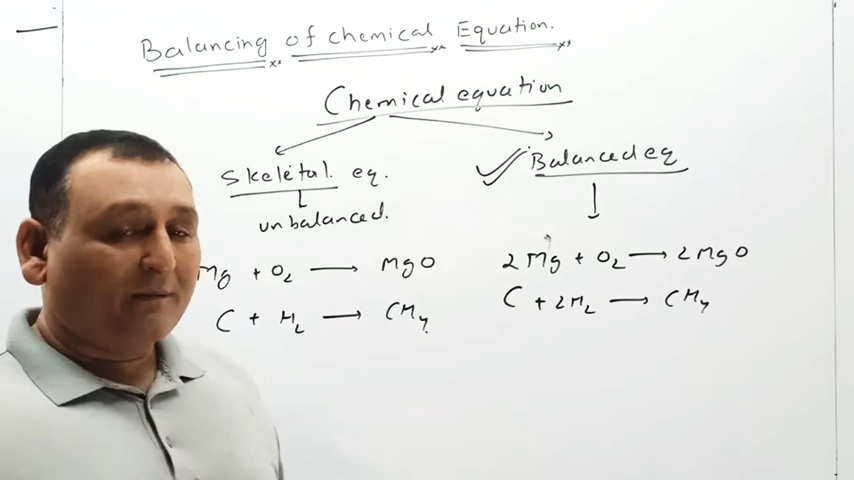 Balancing of chemical Equation.
Chemical equation
Skeletal. eq.
unbalanced.
Mg + O₂ → MgO
C + H₂ → CH₄
Balanced eq
2Mg + O₂ → 2MgO
C + 2H₂ → CH₄